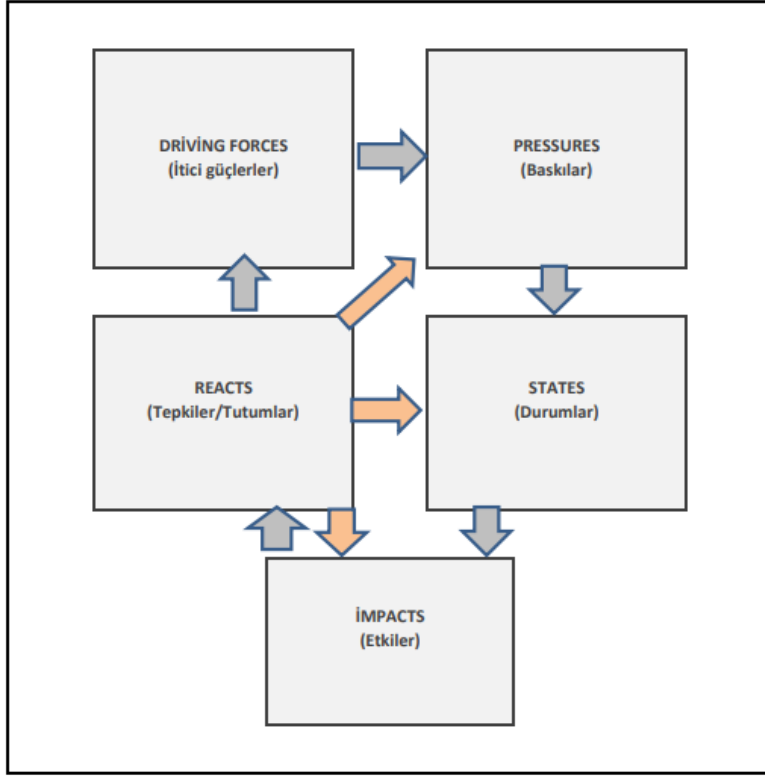 DRİVİNG FORCES
(İtici güçlerler)
PRESSURES
(Baskılar)
REACTS
(Tepkiler/Tutumlar)
STATES
(Durumlar)
İMPACTS
(Etkiler)